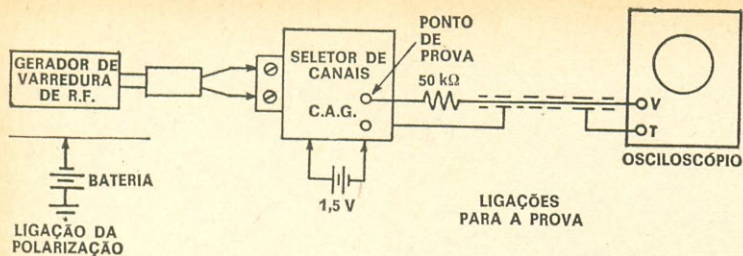 GERADOR DE
VARREDURA
DE R.F.
SELETOR DE
CANAIS
C.A.G.
PONTO
DE
PROVA
50 kΩ
V
T
OSCILOSCÓPIO
BATERIA
LIGAÇÃO DA
POLARIZAÇÃO
1,5 V
LIGAÇÕES
PARA A PROVA